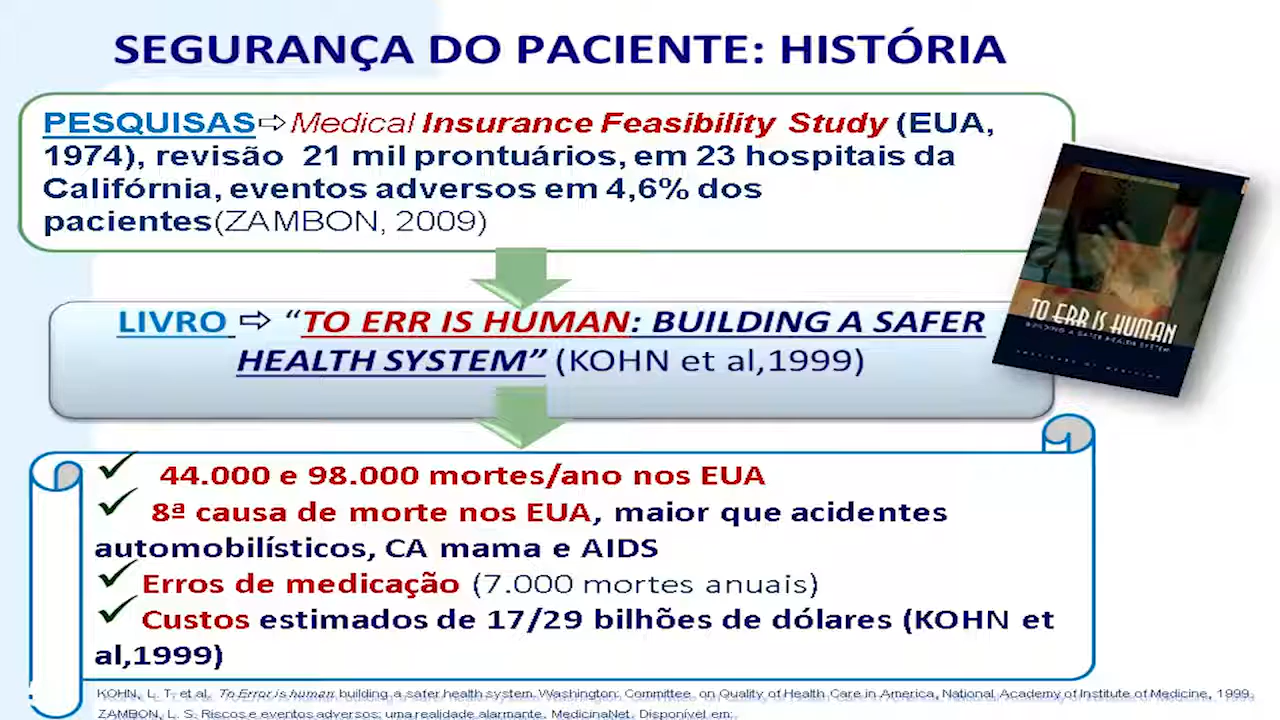 SEGURANÇA DO PACIENTE: HISTÓRIA
PESQUISAS⇨Medical Insurance Feasibility Study (EUA,
1974), revisão 21 mil prontuários, em 23 hospitais da
Califórnia, eventos adversos em 4,6% dos
pacientes(ZAMBON, 2009)
LIVRO ⇨ “TO ERR IS HUMAN: BUILDING A SAFER
HEALTH SYSTEM” (KOHN et al,1999)
TO ERR IS HUMAN
BUILDING A SAFER HEALTH SYSTEM
✓ 44.000 e 98.000 mortes/ano nos EUA
✓ 8ª causa de morte nos EUA, maior que acidentes
automobilísticos, CA mama e AIDS
✓ Erros de medicação (7.000 mortes anuais)
✓ Custos estimados de 17/29 bilhões de dólares (KOHN et
al,1999)
KOHN, L. T. et al. To Error is human: building a safer health system. Washington: Committee on Quality of Health Care in America, National Academy of Institute of Medicine, 1999.
ZAMBON, L. S. Riscos e eventos adversos: uma realidade alarmante. MedicinaNet. Disponível em: